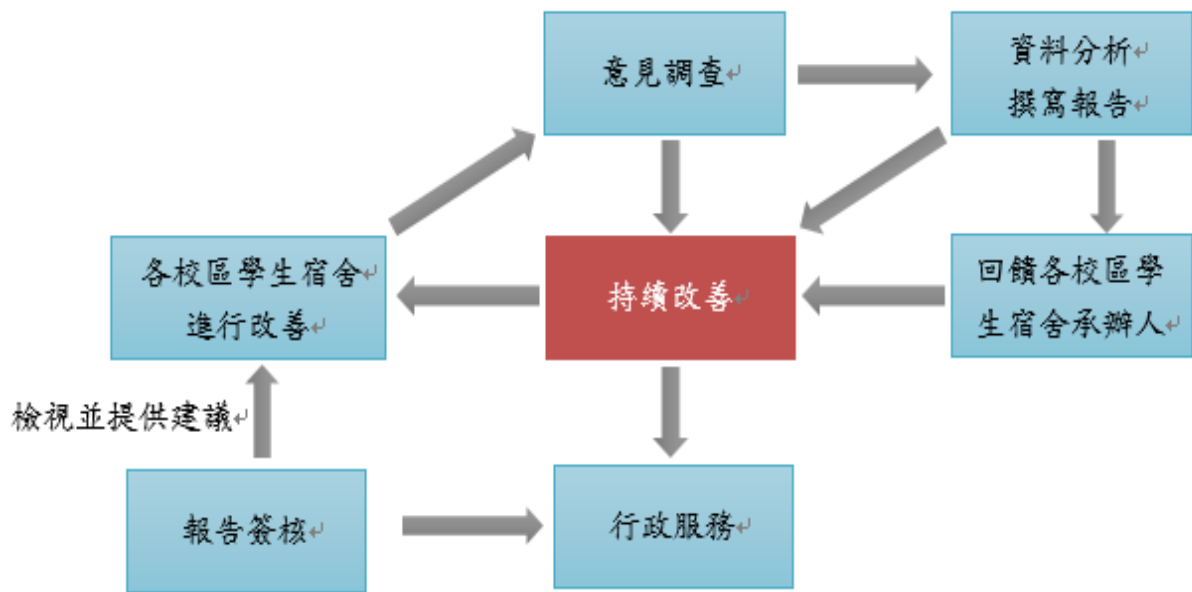 意見調查
資料分析
撰寫報告
各校區學生宿舍
進行改善
持續改善
回饋各校區學
生宿舍承辦人
檢視並提供建議
報告簽核
行政服務